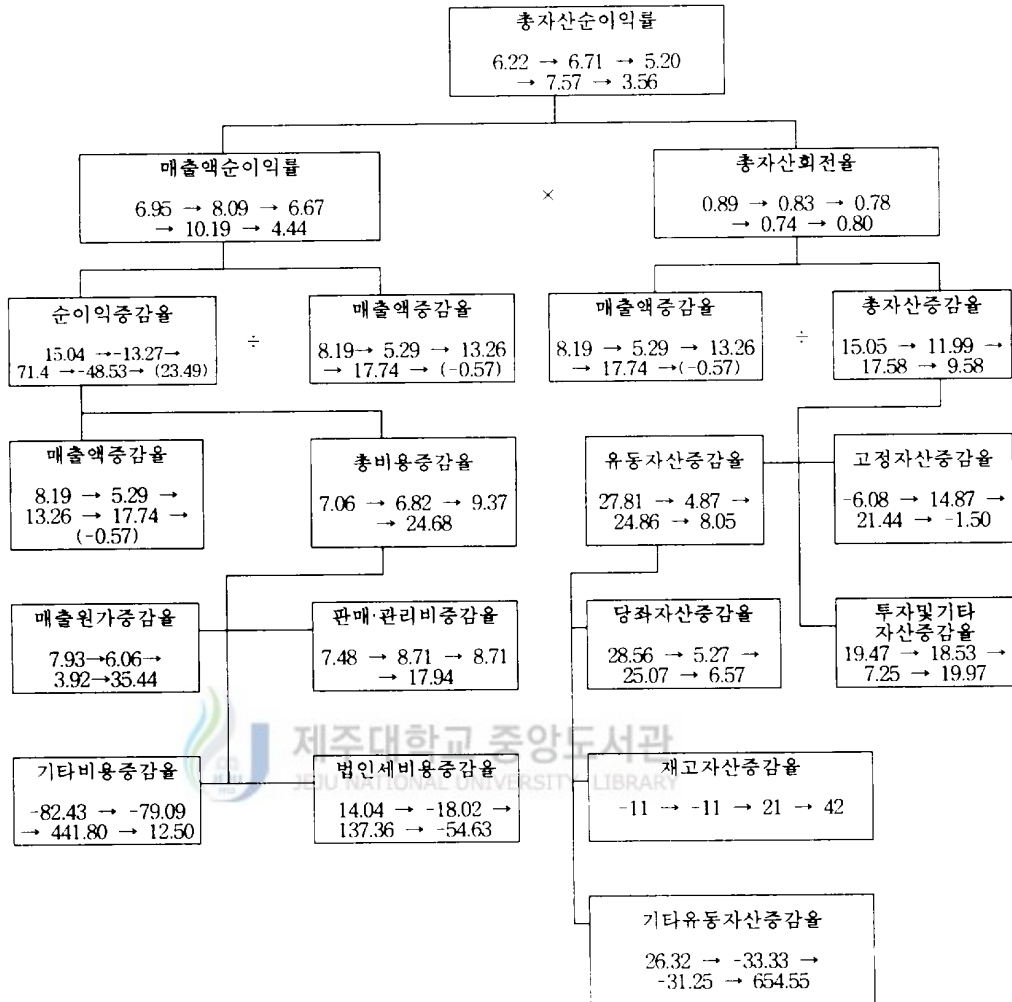 총자산순이익률
6.22 → 6.71 → 5.20
→ 7.57 → 3.56
매출액순이익률
6.95 → 8.09 → 6.67
→ 10.19 → 4.44
×
총자산회전율
0.89 → 0.83 → 0.78
→ 0.74 → 0.80
순이익증감율
15.04 → -13.27→
71.4 → -48.53→ (23.49)
÷
매출액증감율
8.19→ 5.29 → 13.26
→ 17.74 → (-0.57)
매출액증감율
8.19 → 5.29 → 13.26
→ 17.74 →(-0.57)
÷
총자산증감율
15.05 → 11.99 →
17.58 → 9.58
매출액증감율
8.19 → 5.29 →
13.26 → 17.74 →
(-0.57)
총비용증감율
7.06 → 6.82 → 9.37
→ 24.68
유동자산증감율
27.81 → 4.87 →
24.86 → 8.05
고정자산증감율
-6.08 → 14.87 →
21.44 → -1.50
매출원가증감율
7.93→6.06→
3.92→35.44
판매·관리비증감율
7.48 → 8.71 → 8.71
→ 17.94
당좌자산증감율
28.56 → 5.27 →
25.07 → 6.57
투자및기타
자산증감율
19.47 → 18.53 →
7.25 → 19.97
제주대학교 중앙도서관
JEJU NATIONAL UNIVERSITY LIBRARY
기타비용증감율
-82.43 → -79.09
→ 441.80 → 12.50
법인세비용증감율
14.04 → -18.02 →
137.36 → -54.63
재고자산증감율
-11 → -11 → 21 → 42
기타유동자산증감율
26.32 → -33.33 →
-31.25 → 654.55